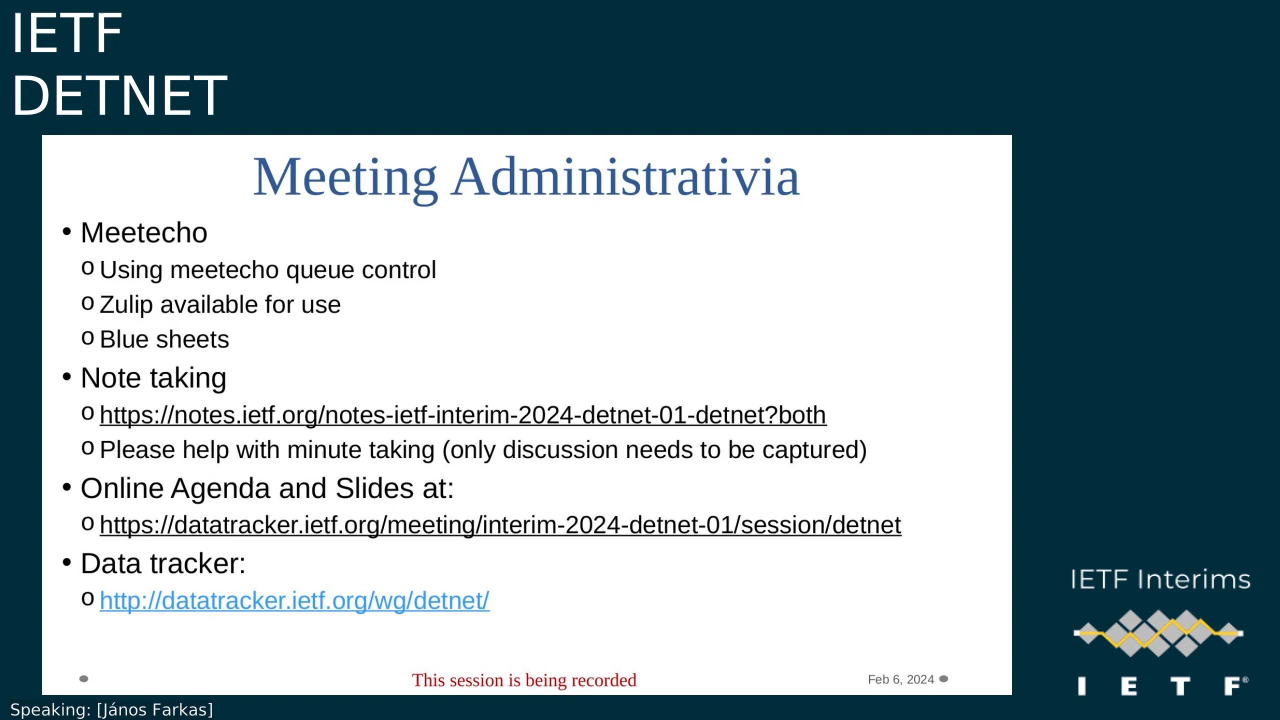 IETF
DETNET
Meeting Administrativia
• Meetecho
o Using meetecho queue control
o Zulip available for use
o Blue sheets
• Note taking
o https://notes.ietf.org/notes-ietf-interim-2024-detnet-01-detnet?both
o Please help with minute taking (only discussion needs to be captured)
• Online Agenda and Slides at:
o https://datatracker.ietf.org/meeting/interim-2024-detnet-01/session/detnet
• Data tracker:
o http://datatracker.ietf.org/wg/detnet/
This session is being recorded
Feb 6, 2024
IETF Interims
I E T F®
Speaking: [János Farkas]